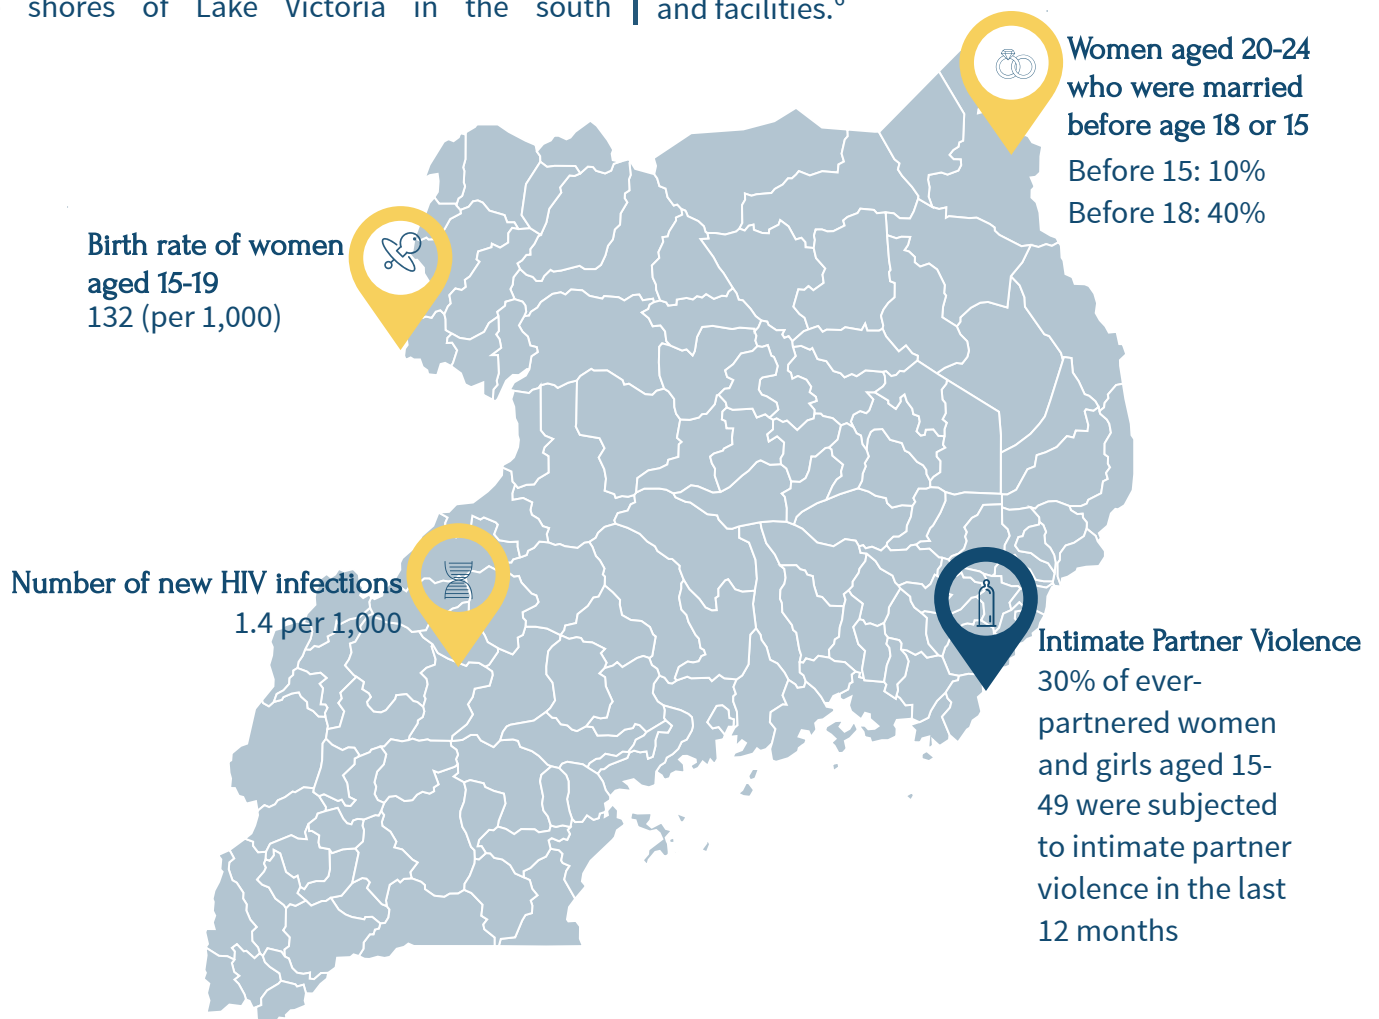 shores of Lake Victoria in the south
and facilities.⁶
Women aged 20-24
who were married
before age 18 or 15
Before 15: 10%
Before 18: 40%
Birth rate of women
aged 15-19
132 (per 1,000)
Number of new HIV infections
1.4 per 1,000
Intimate Partner Violence
30% of ever-
partnered women
and girls aged 15-
49 were subjected
to intimate partner
violence in the last
12 months